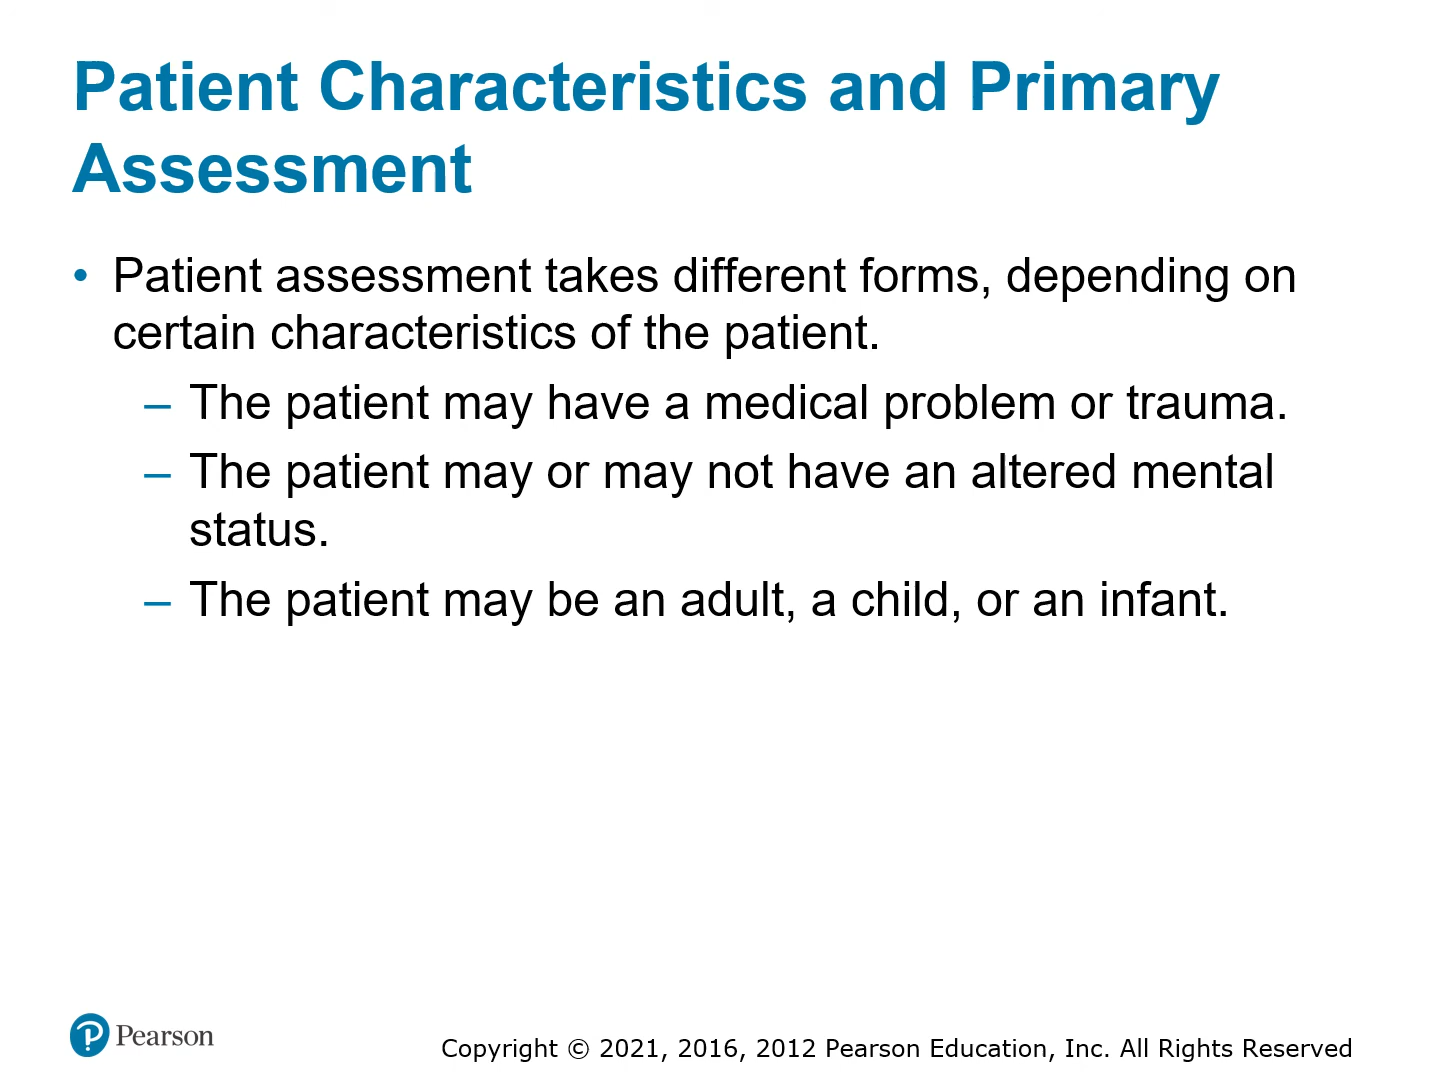 Patient Characteristics and Primary
Assessment
• Patient assessment takes different forms, depending on
certain characteristics of the patient.
– The patient may have a medical problem or trauma.
– The patient may or may not have an altered mental
status.
– The patient may be an adult, a child, or an infant.
Pearson
Copyright © 2021, 2016, 2012 Pearson Education, Inc. All Rights Reserved